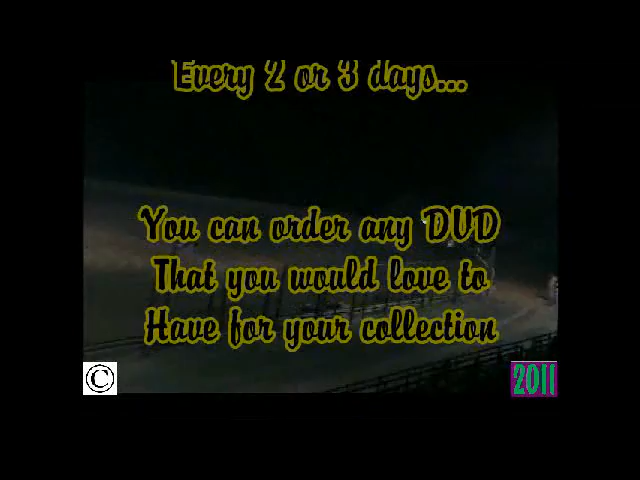 Every 2 or 3 days...
You can order any DVD
That you would love to
Have for your collection
©
2011